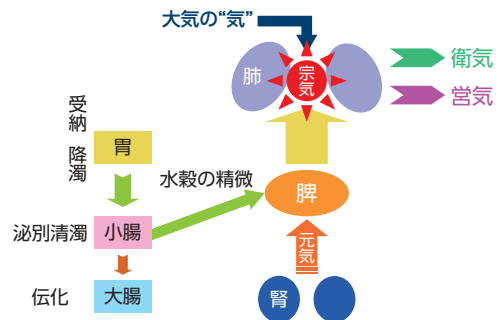 大気の“気”
肺
宗気
衛気
営気
受納 降濁
胃
水穀の精微
脾
泌別清濁
小腸
元気
伝化
大腸
腎